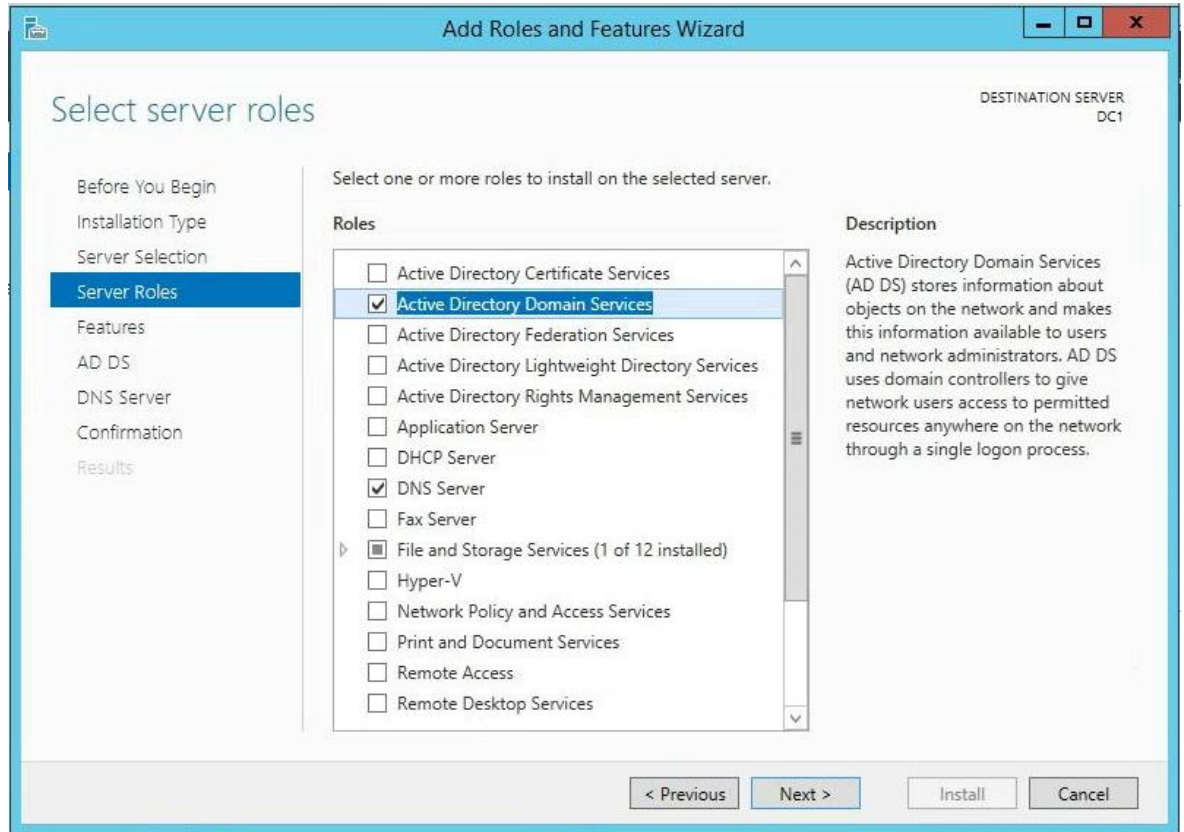 Add Roles and Features Wizard
Select server roles
DESTINATION SERVER
DC1
Before You Begin
Installation Type
Server Selection
Server Roles
Features
AD DS
DNS Server
Confirmation
Results
Select one or more roles to install on the selected server.
Roles
Active Directory Certificate Services
Active Directory Domain Services
Active Directory Federation Services
Active Directory Lightweight Directory Services
Active Directory Rights Management Services
Application Server
DHCP Server
DNS Server
Fax Server
File and Storage Services (1 of 12 installed)
Hyper-V
Network Policy and Access Services
Print and Document Services
Remote Access
Remote Desktop Services
Description
Active Directory Domain Services
(AD DS) stores information about
objects on the network and makes
this information available to users
and network administrators. AD DS
uses domain controllers to give
network users access to permitted
resources anywhere on the network
through a single logon process.
< Previous
Next >
Install
Cancel